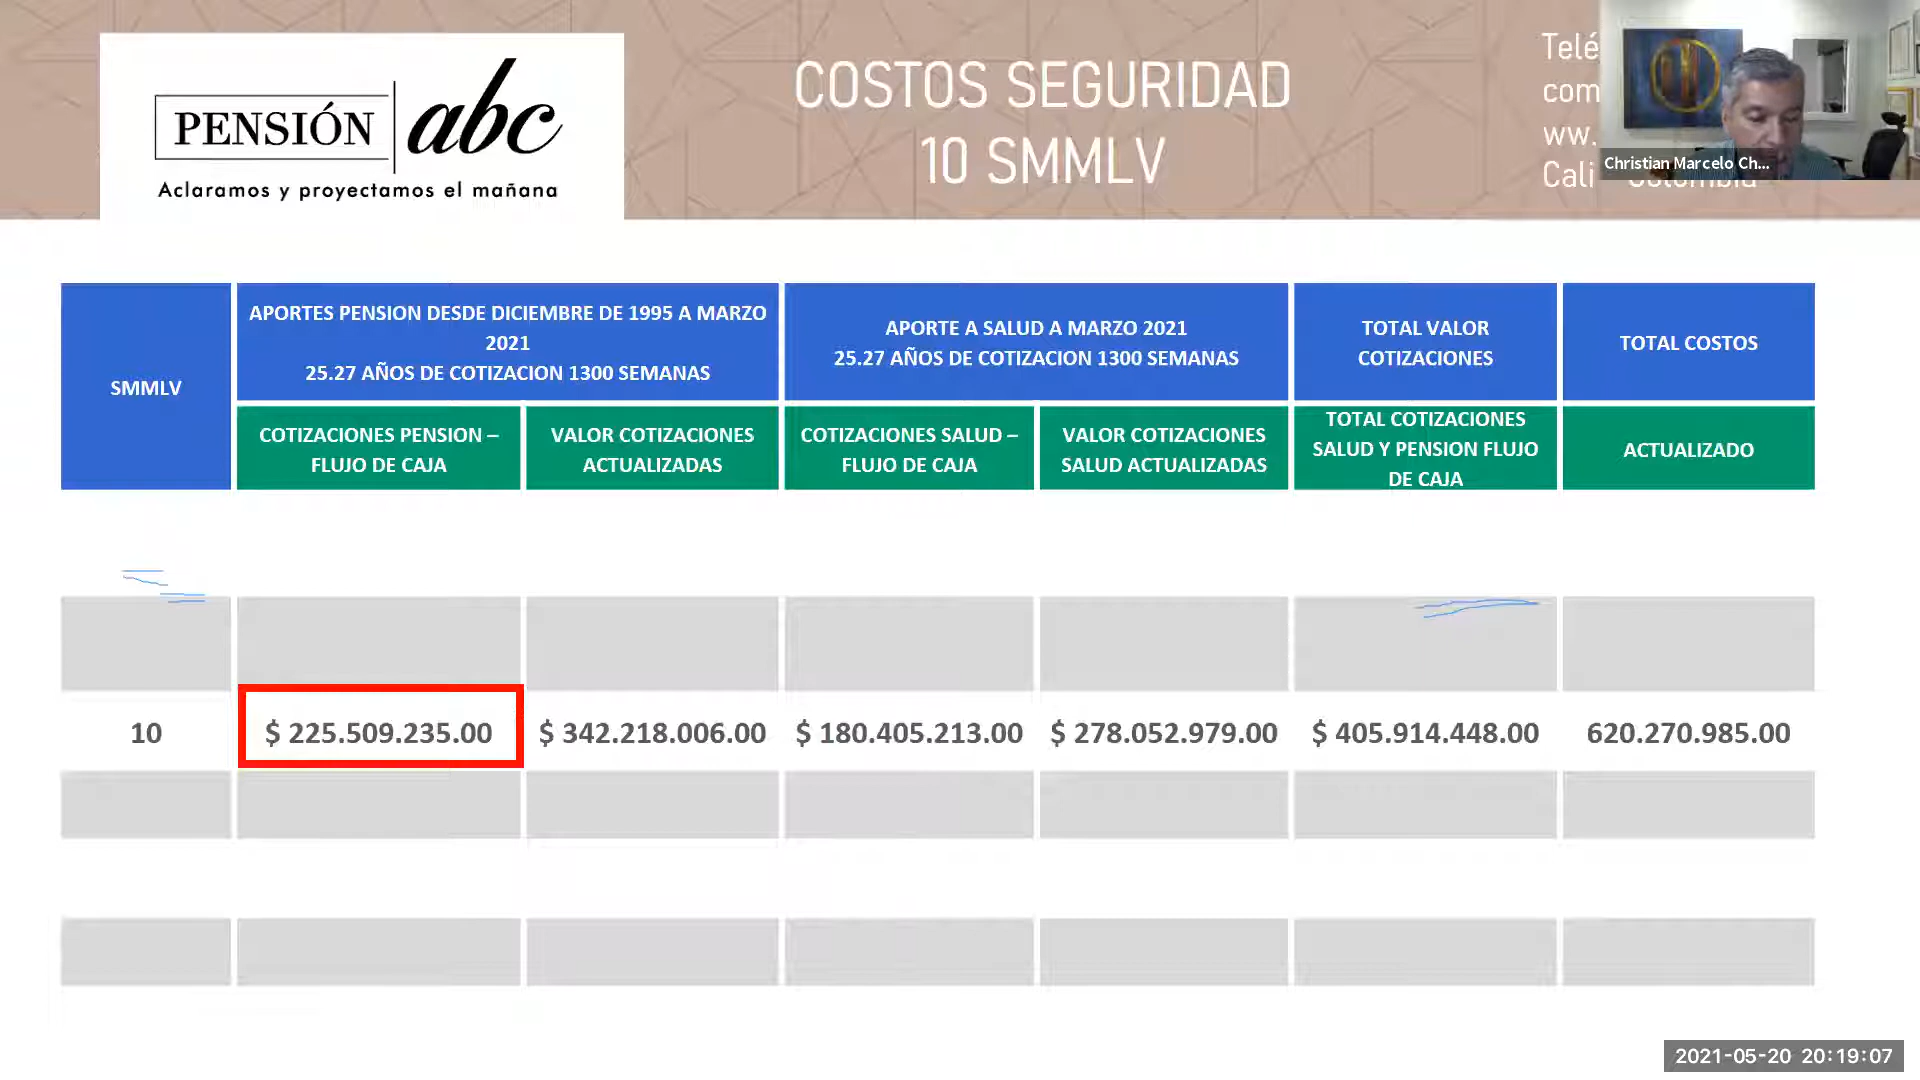 PENSIÓN abc
Aclaramos y proyectamos el mañana
COSTOS SEGURIDAD
10 SMMLV
Telé
com
ww.
Cali - Colombia
Christian Marcelo Ch...
SMMLV
APORTES PENSION DESDE DICIEMBRE DE 1995 A MARZO
2021
25.27 AÑOS DE COTIZACION 1300 SEMANAS
APORTE A SALUD A MARZO 2021
25.27 AÑOS DE COTIZACION 1300 SEMANAS
TOTAL VALOR
COTIZACIONES
TOTAL COSTOS
COTIZACIONES PENSION –
FLUJO DE CAJA
VALOR COTIZACIONES
ACTUALIZADAS
COTIZACIONES SALUD –
FLUJO DE CAJA
VALOR COTIZACIONES
SALUD ACTUALIZADAS
TOTAL COTIZACIONES
SALUD Y PENSION FLUJO
DE CAJA
ACTUALIZADO
10 $ 225.509.235.00 $ 342.218.006.00 $ 180.405.213.00 $ 278.052.979.00 $ 405.914.448.00 620.270.985.00
2021-05-20 20:19:07